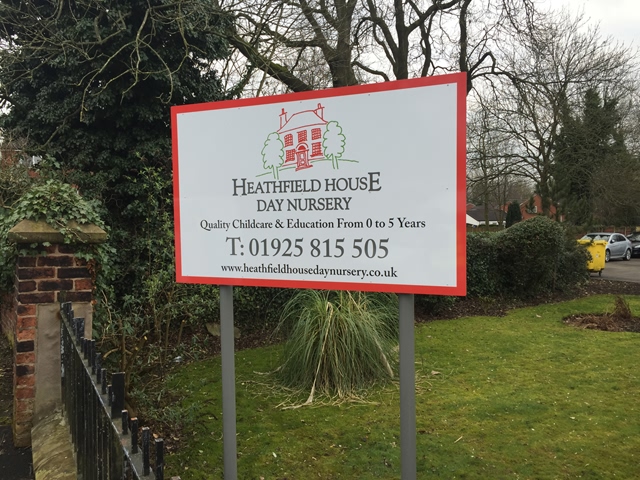 HEATHFIELD HOUSE
DAY NURSERY
Quality Childcare & Education From 0 to 5 Years
T: 01925 815 505
www.heathfieldhousedaynursery.co.uk